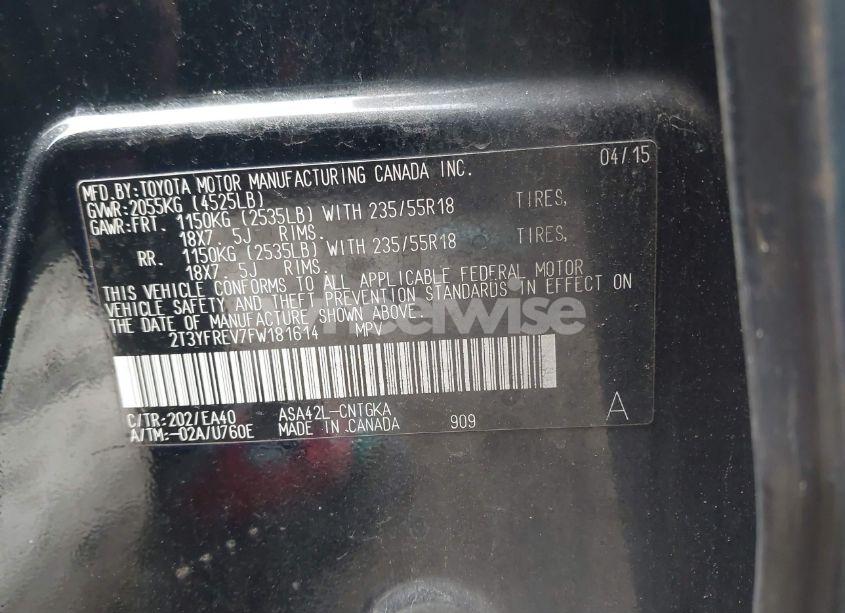 04/15
MFD.BY:TOYOTA MOTOR MANUFACTURING CANADA INC.
GVWR:2055KG (4525LB)
GAWR:FRT. 1150KG (2535LB) WITH 235/55R18 TIRES,
18X7. 5J RIMS.
RR. 1150KG (2535LB) WITH 235/55R18 TIRES,
18X7. 5J RIMS.
THIS VEHICLE CONFORMS TO ALL APPLICABLE FEDERAL MOTOR
VEHICLE SAFETY AND THEFT PREVENTION STANDARDS IN EFFECT ON
THE DATE OF MANUFACTURE SHOWN ABOVE.
2T3YFREV7FW181614 MPV
C/TR:202/EA40 ASA42L-CNTGKA
A/TM:-02A/U760E MADE IN CANADA 909
A